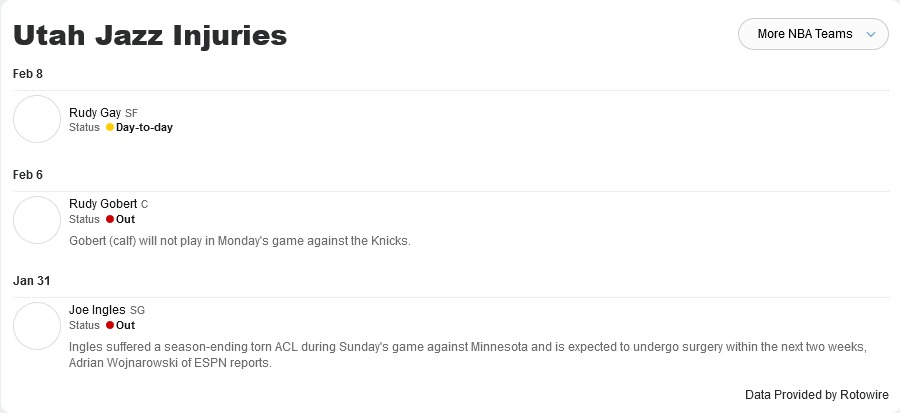 Utah Jazz Injuries
More NBA Teams
Feb 8
Rudy Gay SF
Status Day-to-day
Feb 6
Rudy Gobert C
Status Out
Gobert (calf) will not play in Monday's game against the Knicks.
Jan 31
Joe Ingles SG
Status Out
Ingles suffered a season-ending torn ACL during Sunday's game against Minnesota and is expected to undergo surgery within the next two weeks,
Adrian Wojnarowski of ESPN reports.
Data Provided by Rotowire